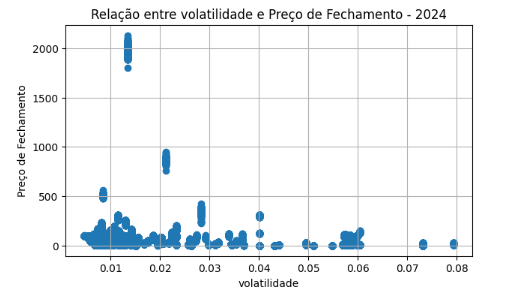 Relação entre volatilidade e Preço de Fechamento - 2024
Preço de Fechamento
2000
1500
1000
500
0
0.01 0.02 0.03 0.04 0.05 0.06 0.07 0.08
volatilidade